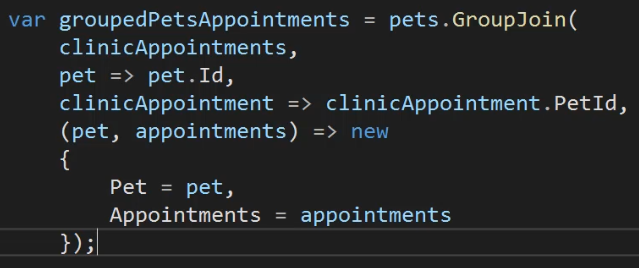 var groupedPetsAppointments = pets.GroupJoin(
    clinicAppointments,
    pet => pet.Id,
    clinicAppointment => clinicAppointment.PetId,
    (pet, appointments) => new
    {
        Pet = pet,
        Appointments = appointments
    });